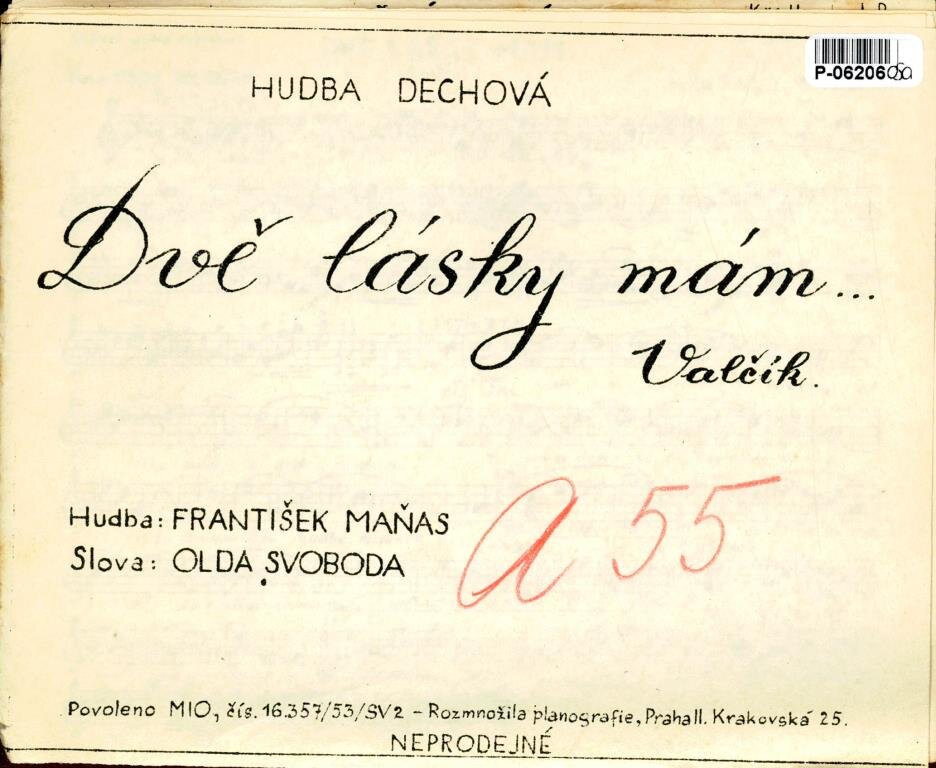 P-06206 a
HUDBA DECHOVÁ
Dvě lásky mám...
Valčík.
Hudba: FRANTIŠEK MAŇAS
Slova: OLDA SVOBODA
A 55
Povoleno MIO, čís. 16.357/53/SV2 - Rozmnožila planografie, Praha II. Krakovská 25.
NEPRODEJNÉ